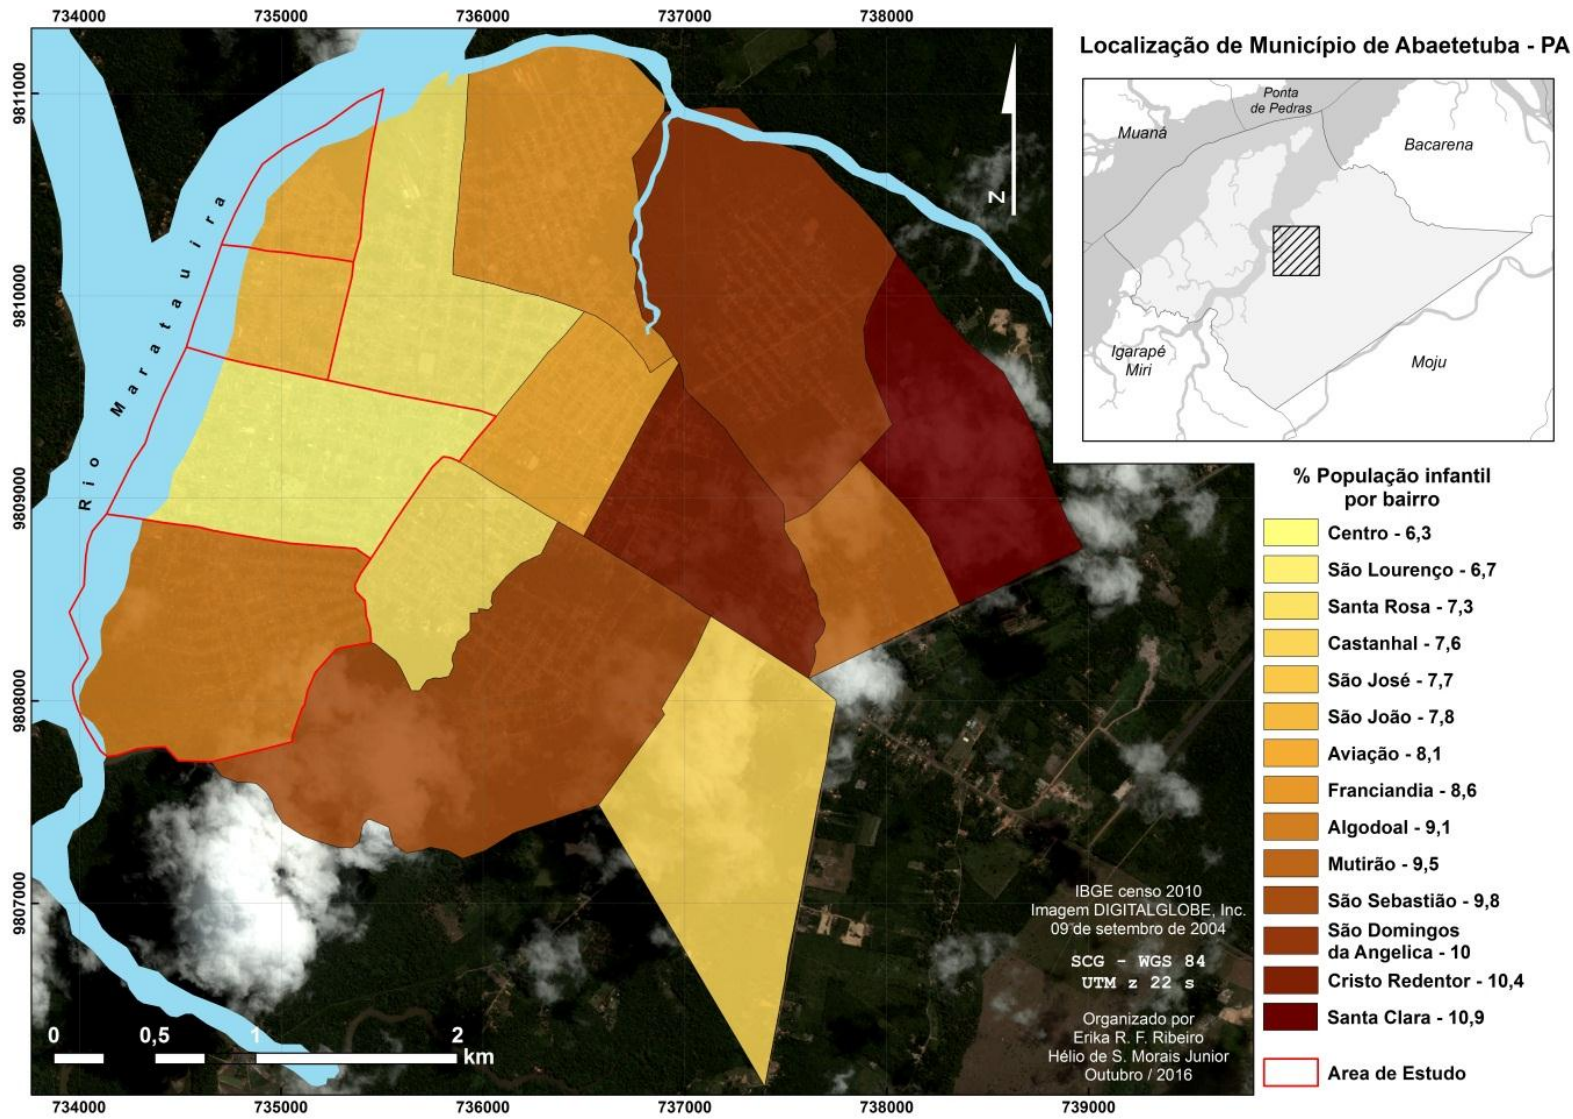 734000 735000 736000 737000 738000
Localização de Município de Abaetetuba - PA
9811000
9810000
9809000
9808000
9807000
Rio Maratauira
N
Ponta
de Pedras
Muaná
Bacarena
Igarapé
Miri
Moju
% População infantil
por bairro
Centro - 6,3
São Lourenço - 6,7
Santa Rosa - 7,3
Castanhal - 7,6
São José - 7,7
São João - 7,8
Aviação - 8,1
Franciandia - 8,6
Algodoal - 9,1
Mutirão - 9,5
São Sebastião - 9,8
São Domingos
da Angelica - 10
Cristo Redentor - 10,4
Santa Clara - 10,9
Area de Estudo
IBGE censo 2010
Imagem DIGITALGLOBE, Inc.
09 de setembro de 2004
SCG - WGS 84
UTM z 22 s
Organizado por
Erika R. F. Ribeiro
Hélio de S. Morais Junior
Outubro / 2016
0 0,5 1 2
km
734000 735000 736000 737000 738000 739000